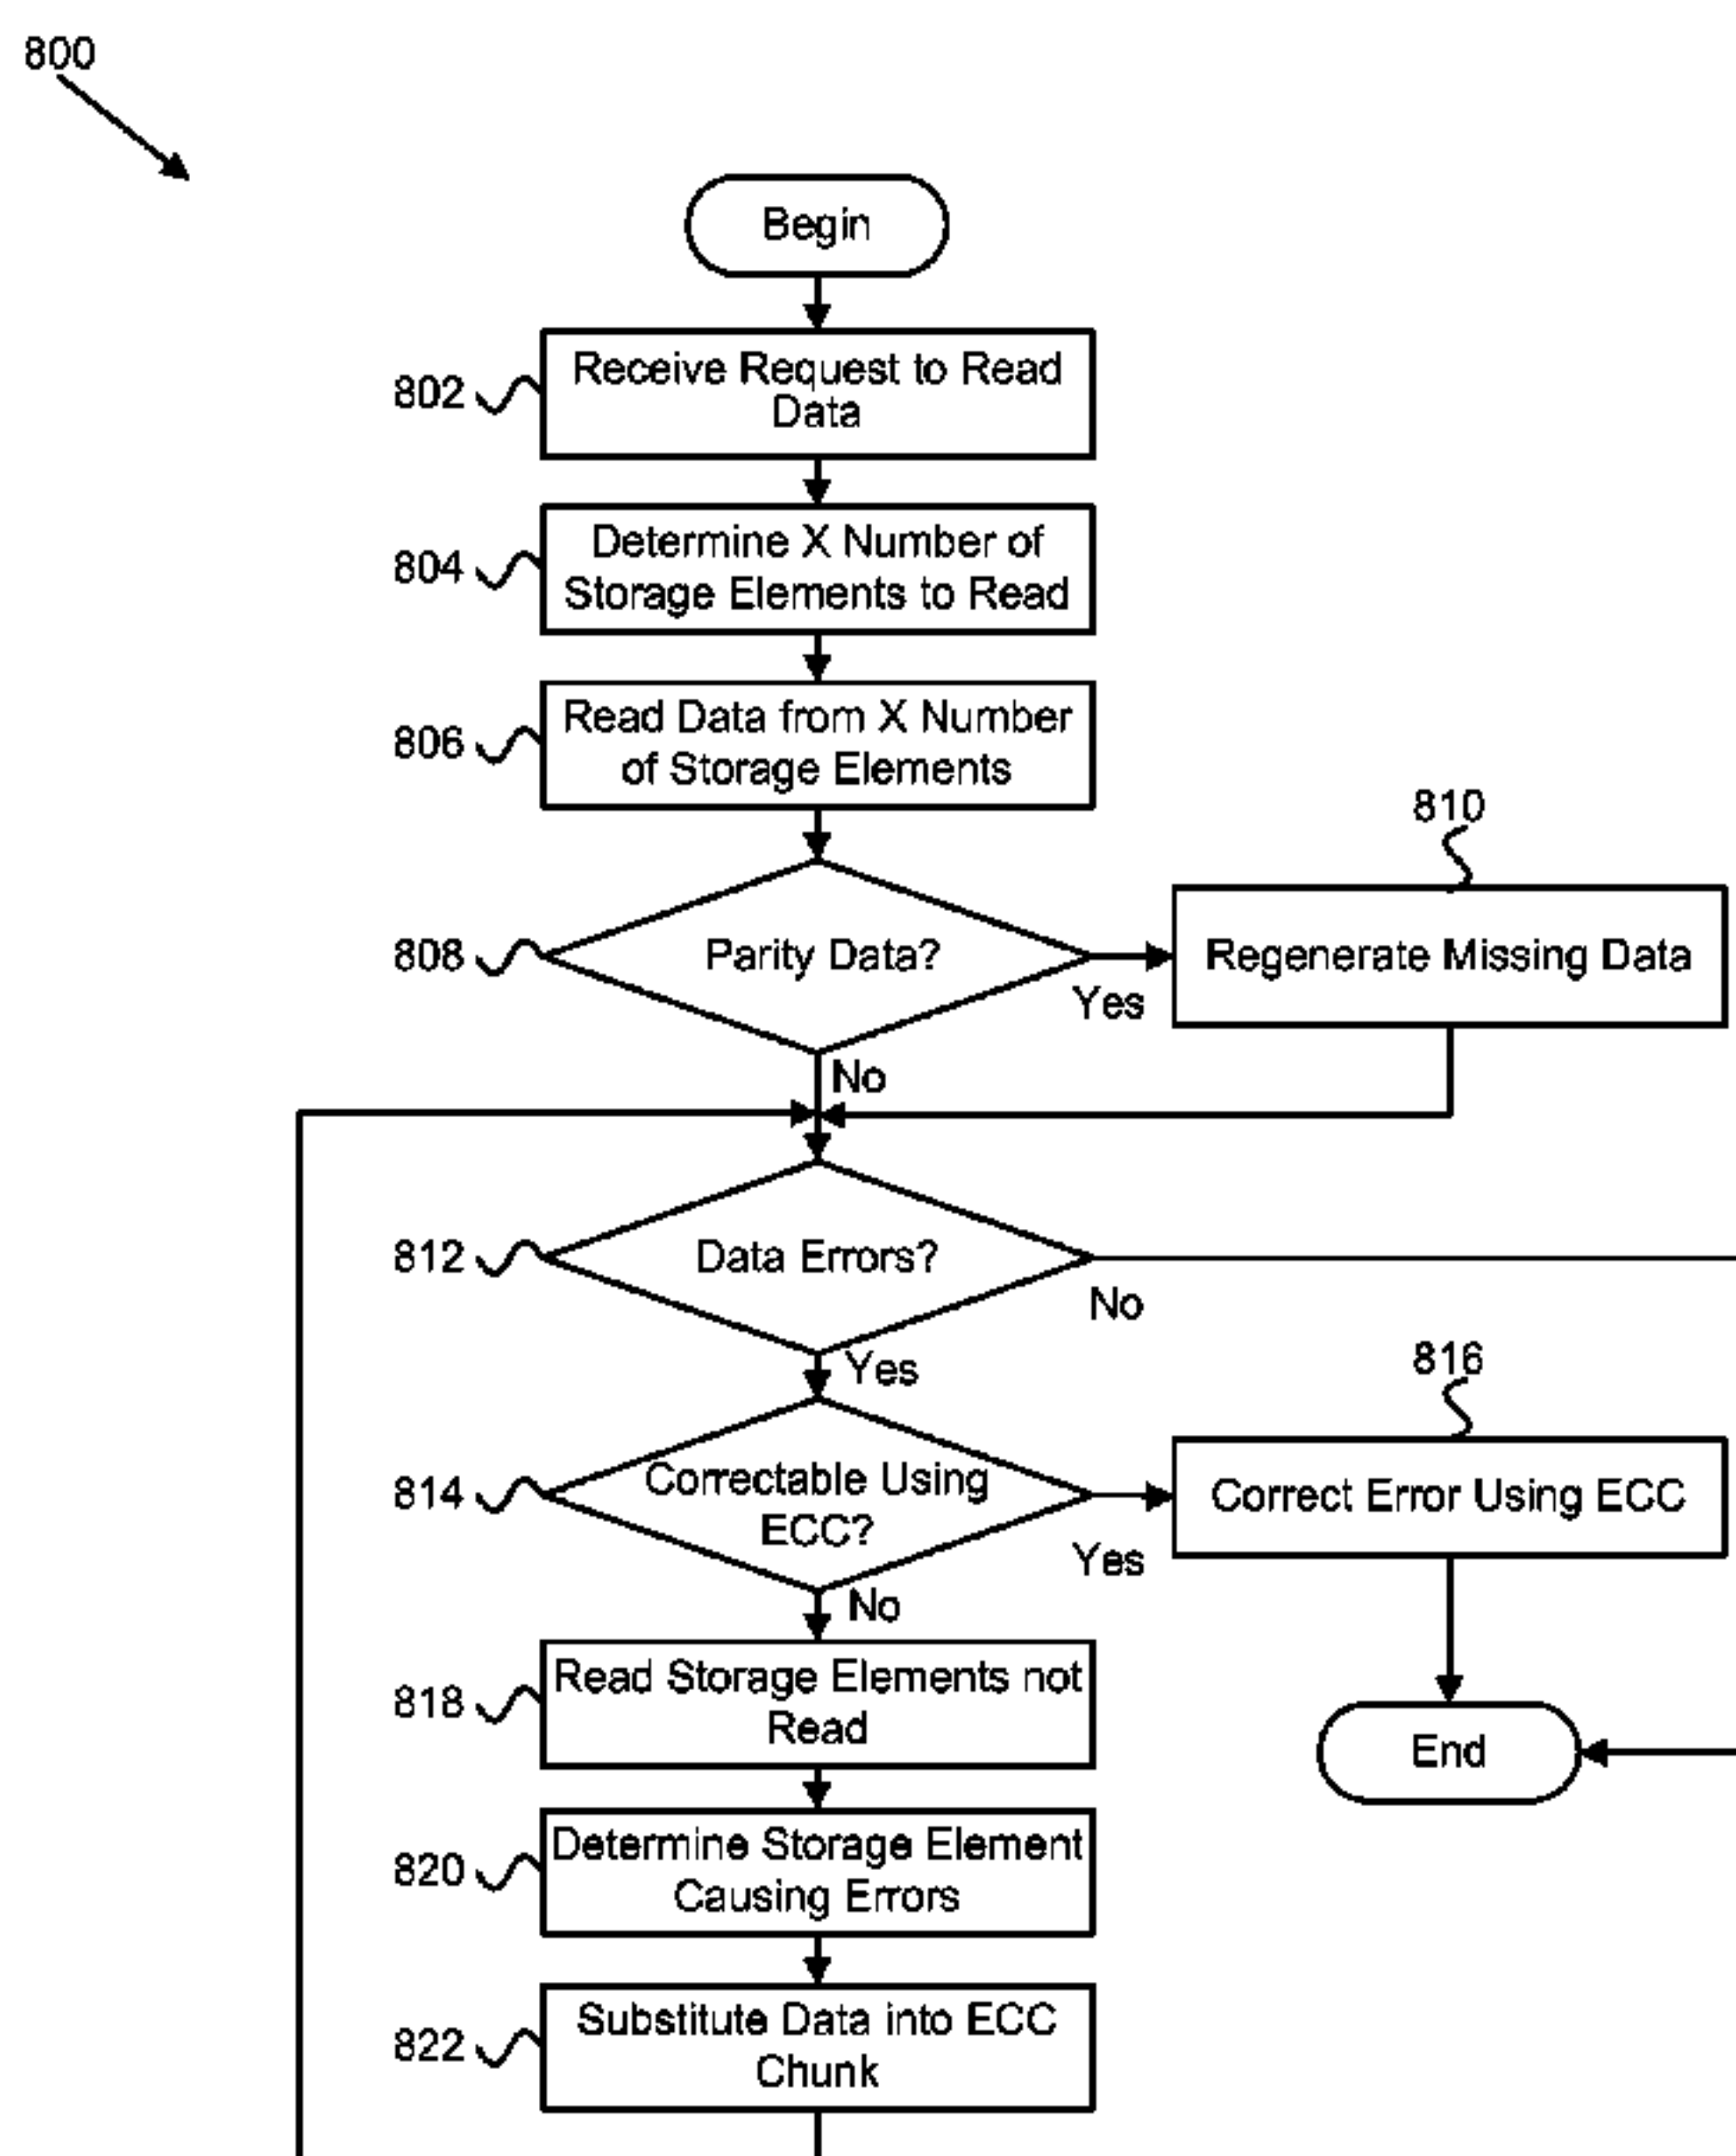 800
Begin
802
Receive Request to Read
Data
804
Determine X Number of
Storage Elements to Read
806
Read Data from X Number
of Storage Elements
810
808
Parity Data?
Regenerate Missing Data
Yes
No
812
Data Errors?
No
Yes
816
814
Correctable Using
ECC?
Correct Error Using ECC
Yes
No
818
Read Storage Elements not
Read
End
820
Determine Storage Element
Causing Errors
822
Substitute Data into ECC
Chunk